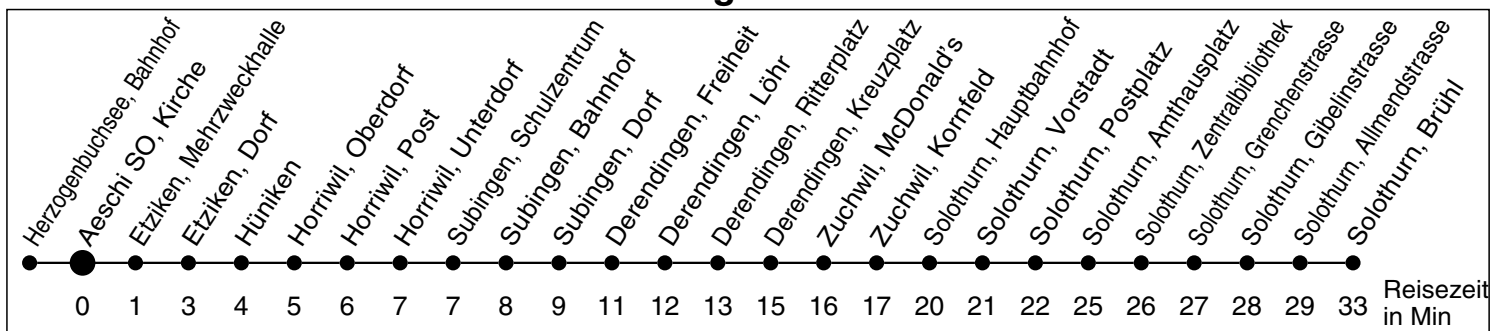 Herzogenbuchsee, Bahnhof
Aeschi SO, Kirche
Etziken, Mehrzweckhalle
Etziken, Dorf
Hüniken
Horriwil, Oberdorf
Horriwil, Post
Horriwil, Unterdorf
Subingen, Schulzentrum
Subingen, Bahnhof
Subingen, Dorf
Derendingen, Freiheit
Derendingen, Löhr
Derendingen, Ritterplatz
Derendingen, Kreuzplatz
Zuchwil, McDonald's
Zuchwil, Kornfeld
Solothurn, Hauptbahnhof
Solothurn, Vorstadt
Solothurn, Postplatz
Solothurn, Amthausplatz
Solothurn, Zentralbibliothek
Solothurn, Grenchenstrasse
Solothurn, Gibelinstrasse
Solothurn, Allmendstrasse
Solothurn, Brühl
0 1 3 4 5 6 7 7 8 9 11 12 13 15 16 17 20 21 22 25 26 27 28 29 33
Reisezeit
in Min